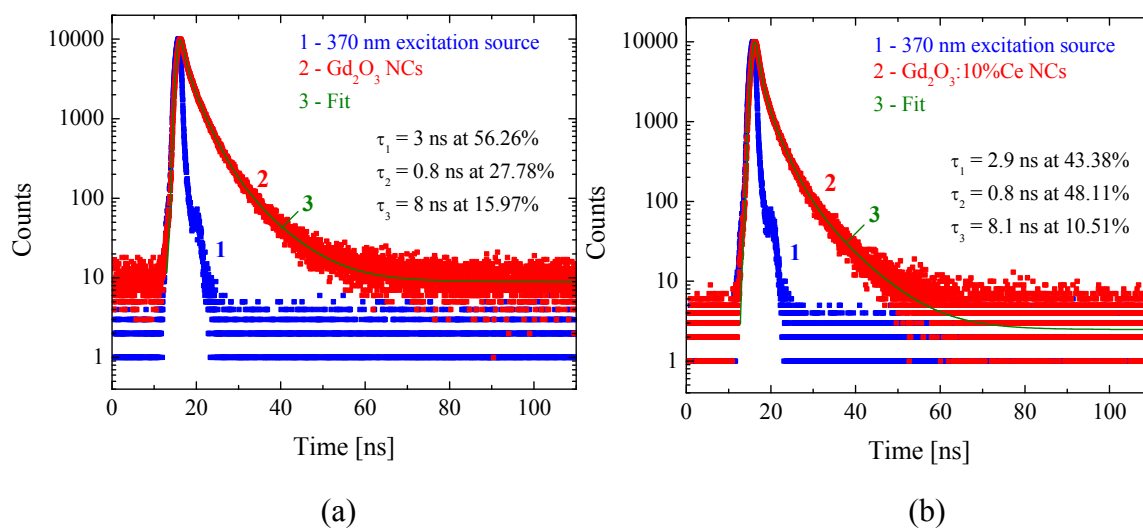 1 - 370 nm excitation source
2 - Gd₂O₃ NCs
3 - Fit
τ₁ = 3 ns at 56.26%
τ₂ = 0.8 ns at 27.78%
τ₃ = 8 ns at 15.97%
2
3
1
10000
1000
100
10
1
Counts
0 20 40 60 80 100
Time [ns]
(a)
1 - 370 nm excitation source
2 - Gd₂O₃:10%Ce NCs
3 - Fit
τ₁ = 2.9 ns at 43.38%
τ₂ = 0.8 ns at 48.11%
τ₃ = 8.1 ns at 10.51%
2
3
1
10000
1000
100
10
1
Counts
0 20 40 60 80 100
Time [ns]
(b)